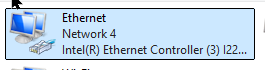 Ethernet
Network 4
Intel(R) Ethernet Controller (3) I22...